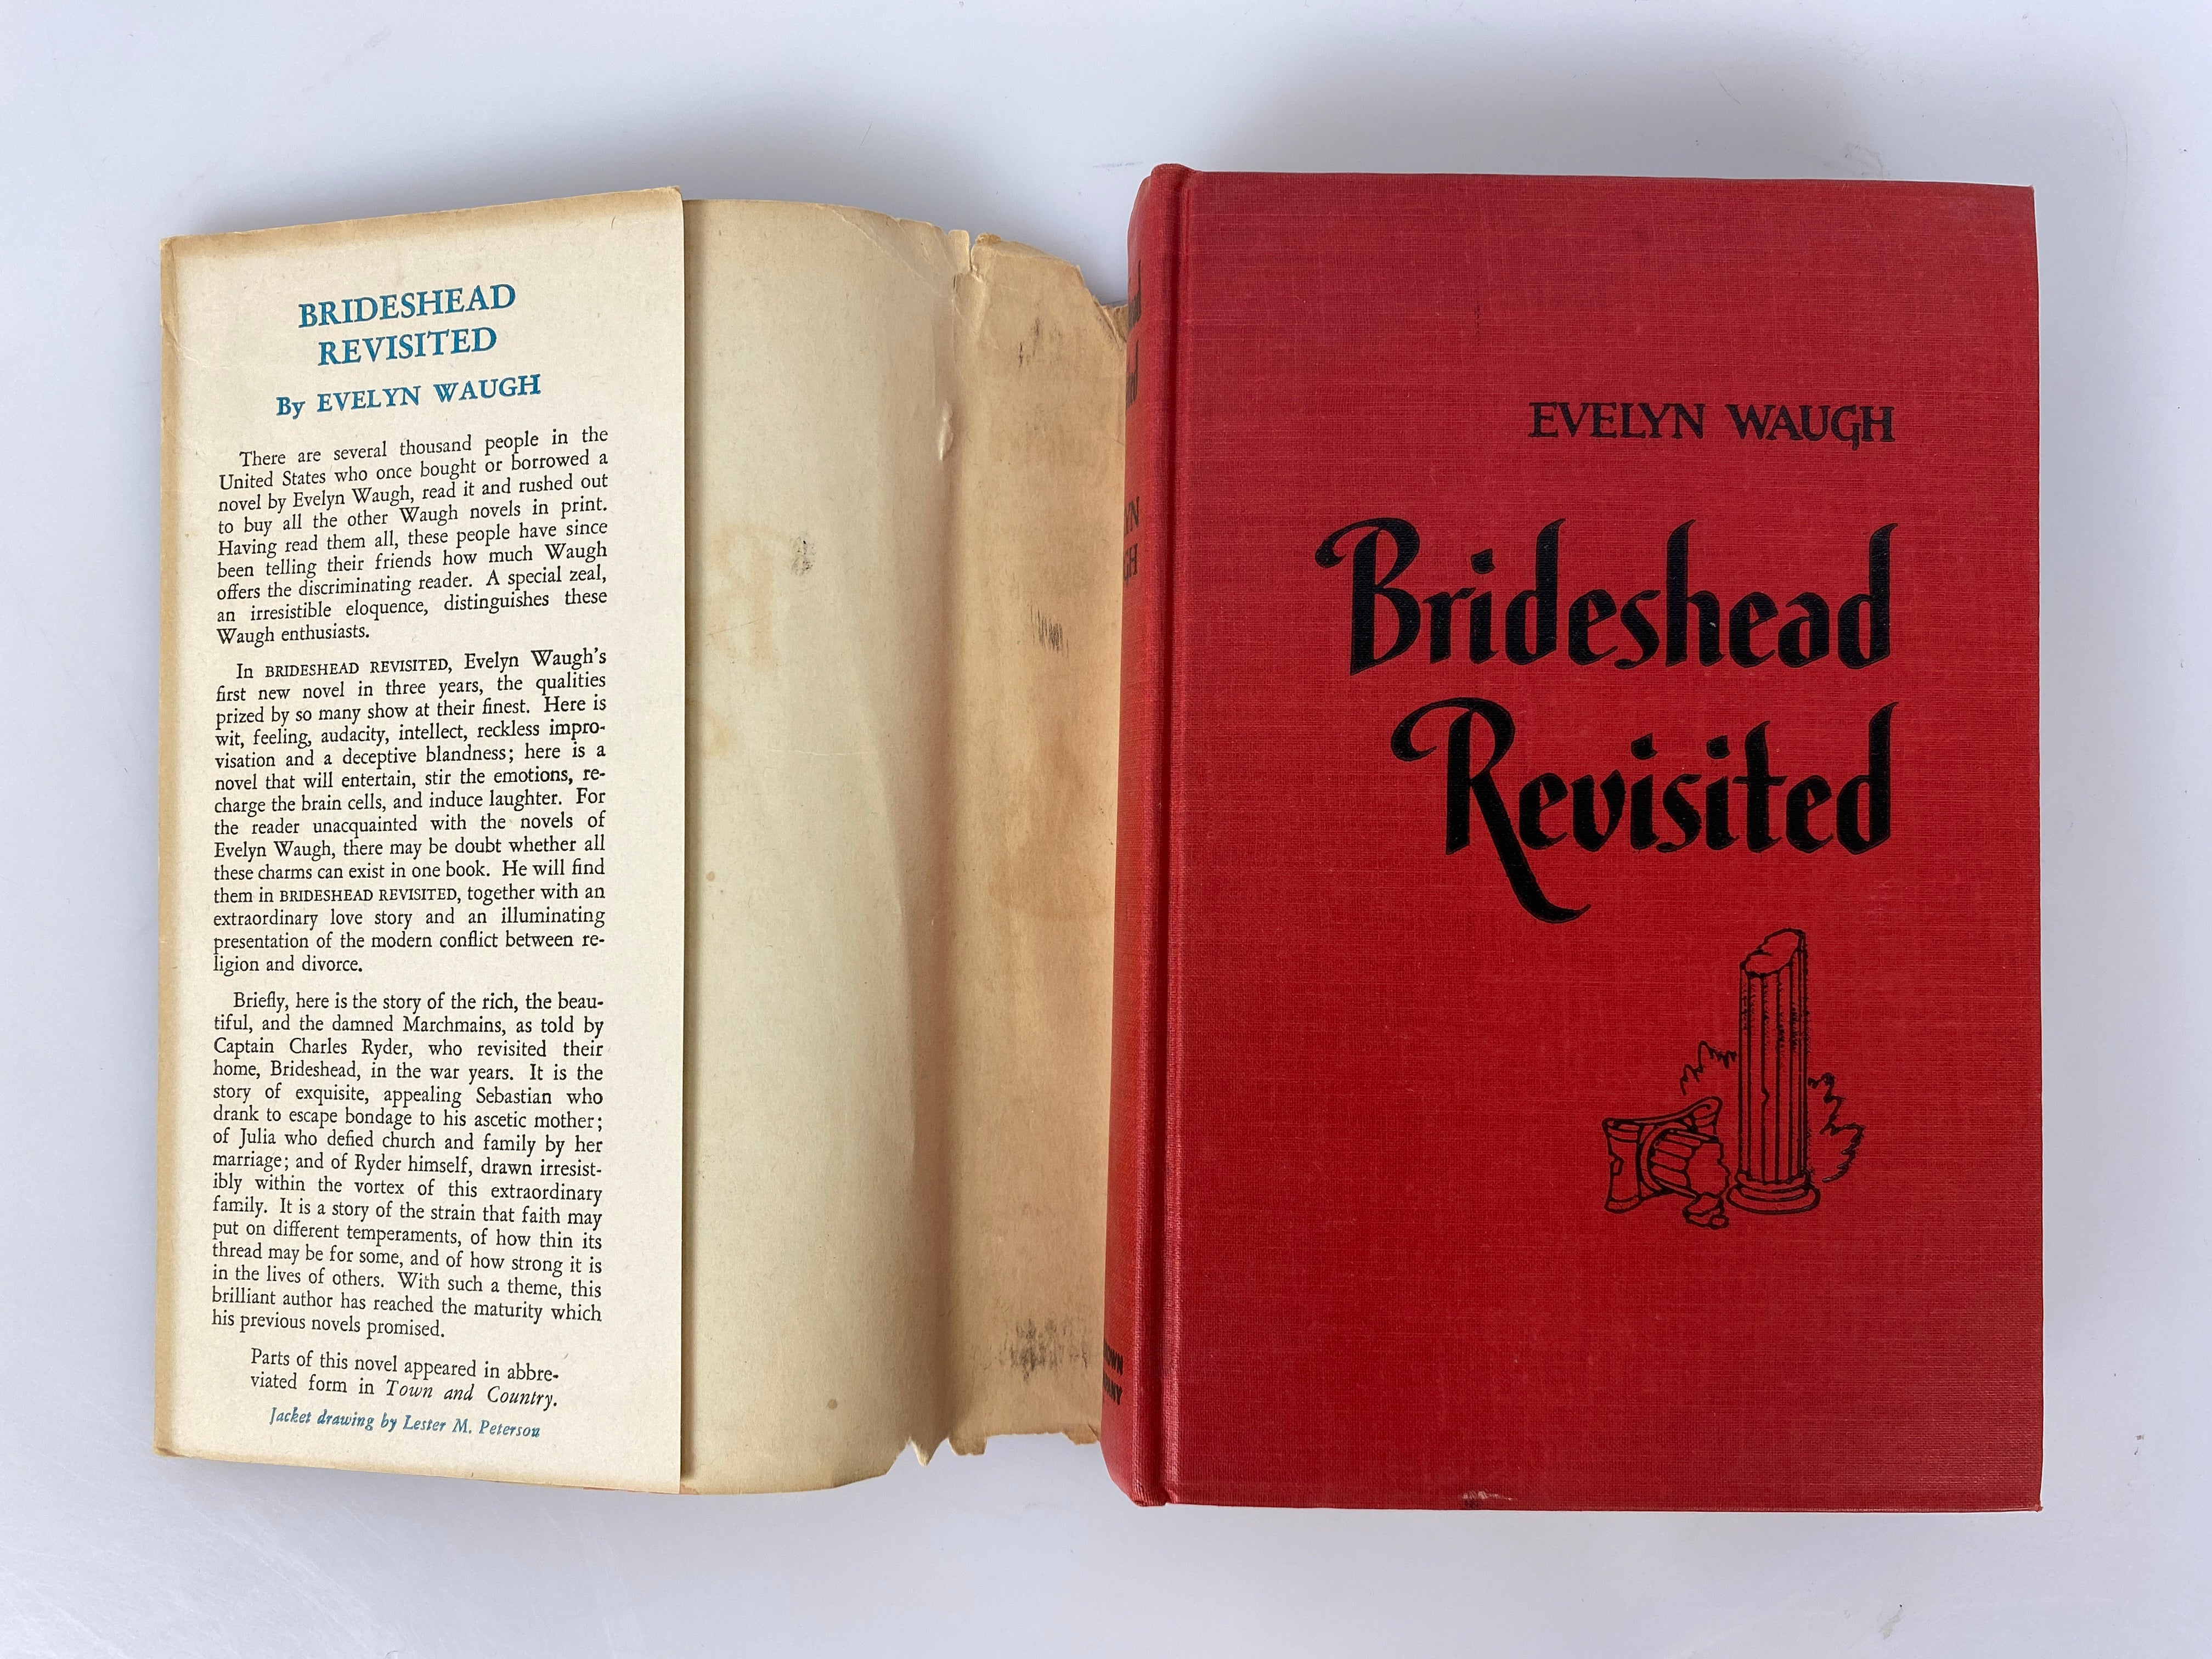 BRIDESHEAD
REVISITED
By EVELYN WAUGH
There are several thousand people in the
United States who once bought or borrowed a
novel by Evelyn Waugh, read it and rushed out
to buy all the other Waugh novels in print.
Having read them all, these people have since
been telling their friends how much Waugh
offers the discriminating reader. A special zeal,
an irresistible eloquence, distinguishes these
Waugh enthusiasts.
In BRIDESHEAD REVISITED, Evelyn Waugh's
first new novel in three years, the qualities
prized by so many show at their finest. Here is
wit, feeling, audacity, intellect, reckless impro-
visation and a deceptive blandness; here is a
novel that will entertain, stir the emotions, re-
charge the brain cells, and induce laughter. For
the reader unacquainted with the novels of
Evelyn Waugh, there may be doubt whether all
these charms can exist in one book. He will find
them in BRIDESHEAD REVISITED, together with an
extraordinary love story and an illuminating
presentation of the modern conflict between re-
ligion and divorce.
Briefly, here is the story of the rich, the beau-
tiful, and the damned Marchmains, as told by
Captain Charles Ryder, who revisited their
home, Brideshead, in the war years. It is the
story of exquisite, appealing Sebastian who
drank to escape bondage to his ascetic mother;
of Julia who defied church and family by her
marriage; and of Ryder himself, drawn irresist-
ibly within the vortex of this extraordinary
family. It is a story of the strain that faith may
put on different temperaments, of how thin its
thread may be for some, and of how strong it is
in the lives of others. With such a theme, this
brilliant author has reached the maturity which
his previous novels promised.
Parts of this novel appeared in abbre-
viated form in Town and Country.
Jacket drawing by Lester M. Peterson
EVELYN WAUGH
Brideshead
Revisited